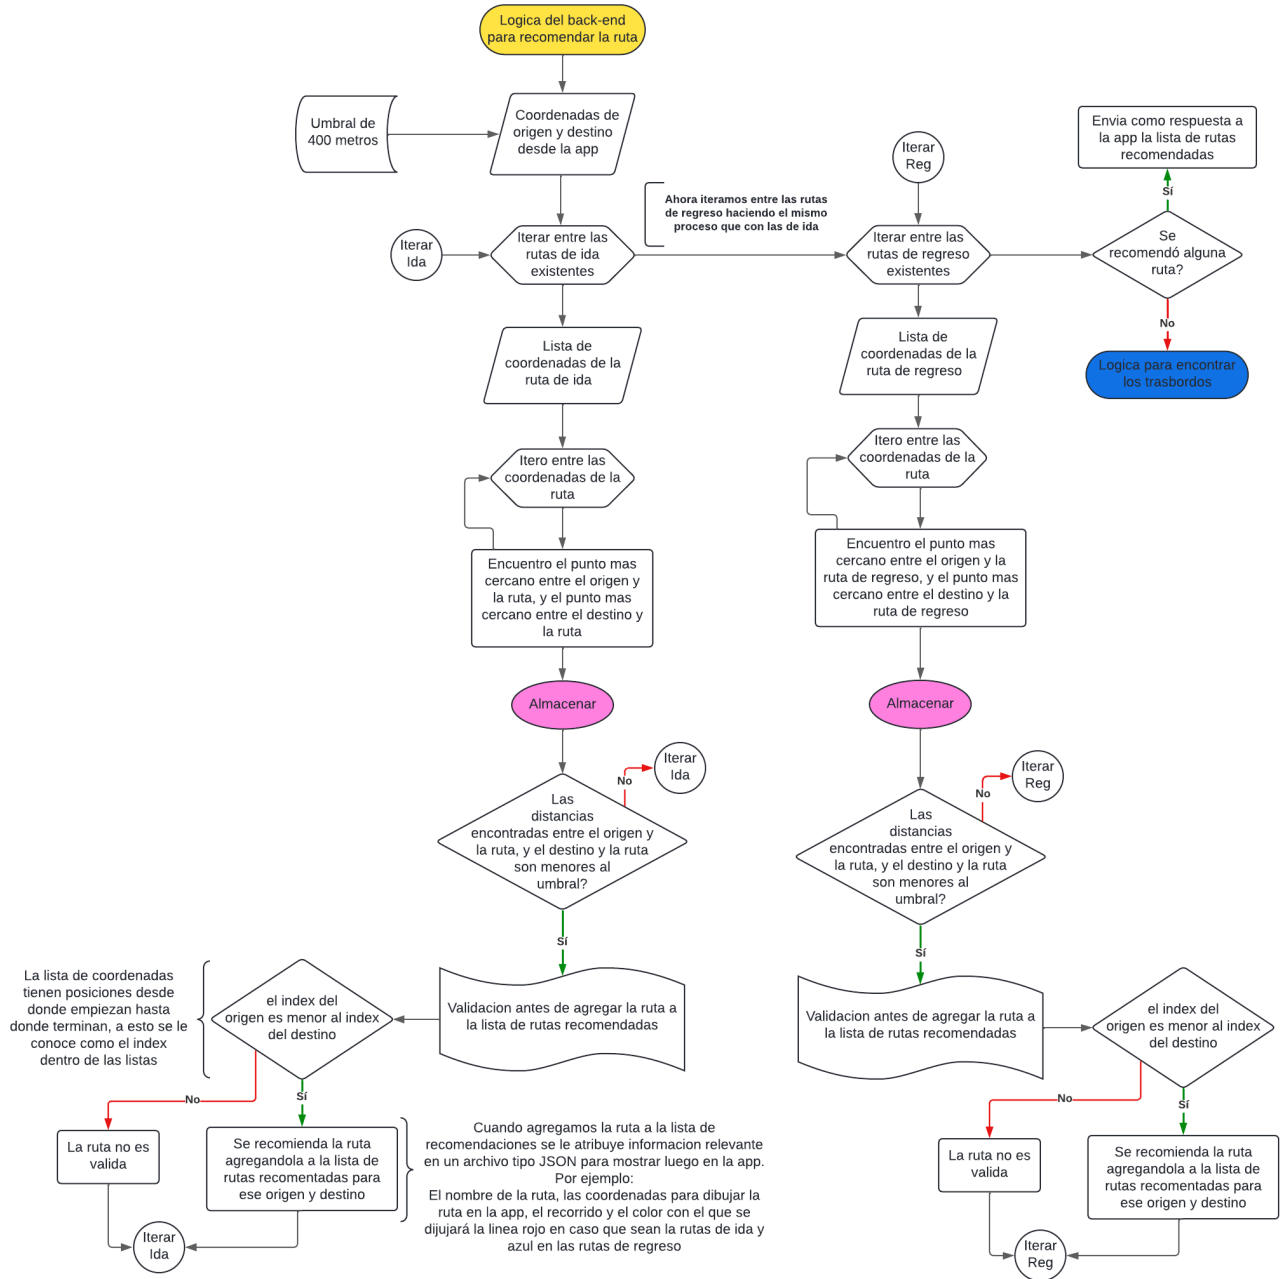 Logica del back-end
para recomendar la ruta
Umbral de
400 metros
Coordenadas de
origen y destino
desde la app
Iterar
Ida
Iterar entre las
rutas de ida
existentes
Ahora iteramos entre las rutas
de regreso haciendo el mismo
proceso que con las de ida
Lista de
coordenadas de la
ruta de ida
Itero entre las
coordenadas de la
ruta
Encuentro el punto mas
cercano entre el origen y
la ruta, y el punto mas
cercano entre el destino y
la ruta
Almacenar
Las
distancias
encontradas entre el origen y
la ruta, y el destino y la ruta
son menores al
umbral?
No
Iterar
Ida
Sí
Validacion antes de agregar la ruta a
la lista de rutas recomendadas
el index del
origen es menor al index
del destino
La lista de coordenadas
tienen posiciones desde
donde empiezan hasta
donde terminan, a esto se le
conoce como el index
dentro de las listas
No
Sí
La ruta no es
valida
Se recomienda la ruta
agregandola a la lista de
rutas recomentadas para
ese origen y destino
Cuando agregamos la ruta a la lista de
recomendaciones se le atribuye informacion relevante
en un archivo tipo JSON para mostrar luego en la app.
Por ejemplo:
El nombre de la ruta, las coordenadas para dibujar la
ruta en la app, el recorrido y el color con el que se
dijujará la linea rojo en caso que sean la rutas de ida y
azul en las rutas de regreso
Iterar
Ida
Iterar
Reg
Iterar entre las
rutas de regreso
existentes
Se
recomendó alguna
ruta?
Sí
Envia como respuesta a
la app la lista de rutas
recomendadas
No
Logica para encontrar
los trasbordos
Lista de
coordenadas de la
ruta de regreso
Itero entre las
coordenadas de la
ruta
Encuentro el punto mas
cercano entre el origen y la
ruta de regreso, y el punto mas
cercano entre el destino y la
ruta de regreso
Almacenar
Las
distancias
encontradas entre el origen y
la ruta, y el destino y la ruta
son menores al
umbral?
No
Iterar
Reg
Sí
Validacion antes de agregar la ruta a
la lista de rutas recomendadas
el index del
origen es menor al index
del destino
No
Sí
La ruta no es
valida
Se recomienda la ruta
agregandola a la lista de
rutas recomentadas para
ese origen y destino
Iterar
Reg